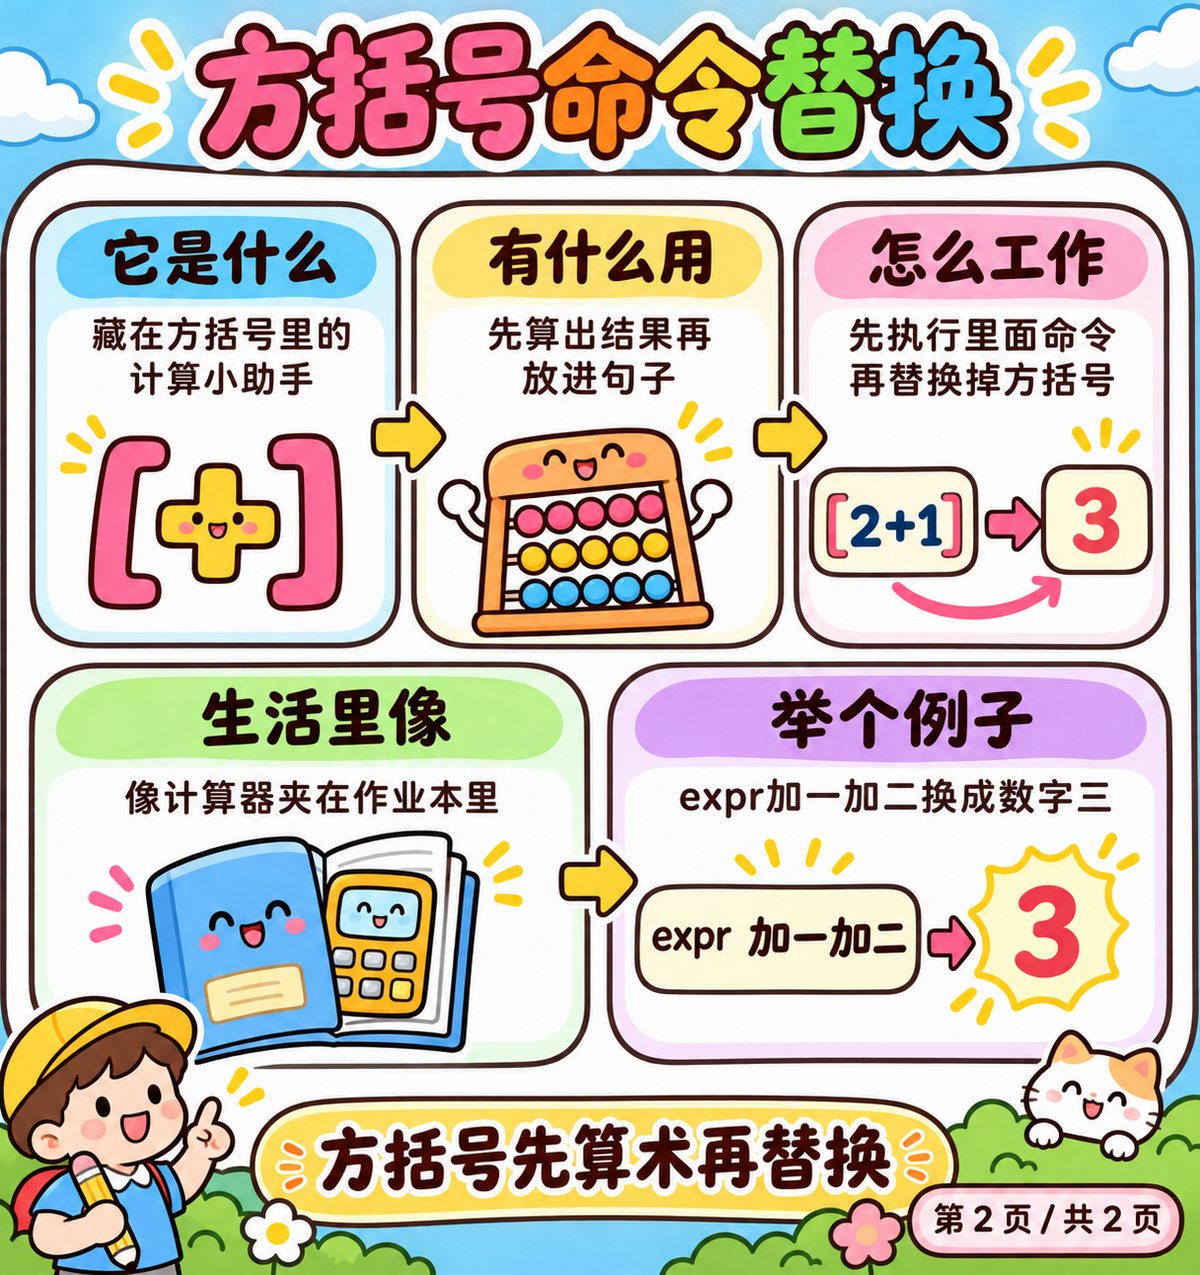 方括号命令替换
它是什么
藏在方括号里的
计算小助手
[+]
有什么用
先算出结果再
放进句子
怎么工作
先执行里面命令
再替换掉方括号
[2+1]
3
生活里像
像计算器夹在作业本里
举个例子
expr加一加二换成数字三
expr 加一加二
3
方括号先算术再替换
第2页/共2页